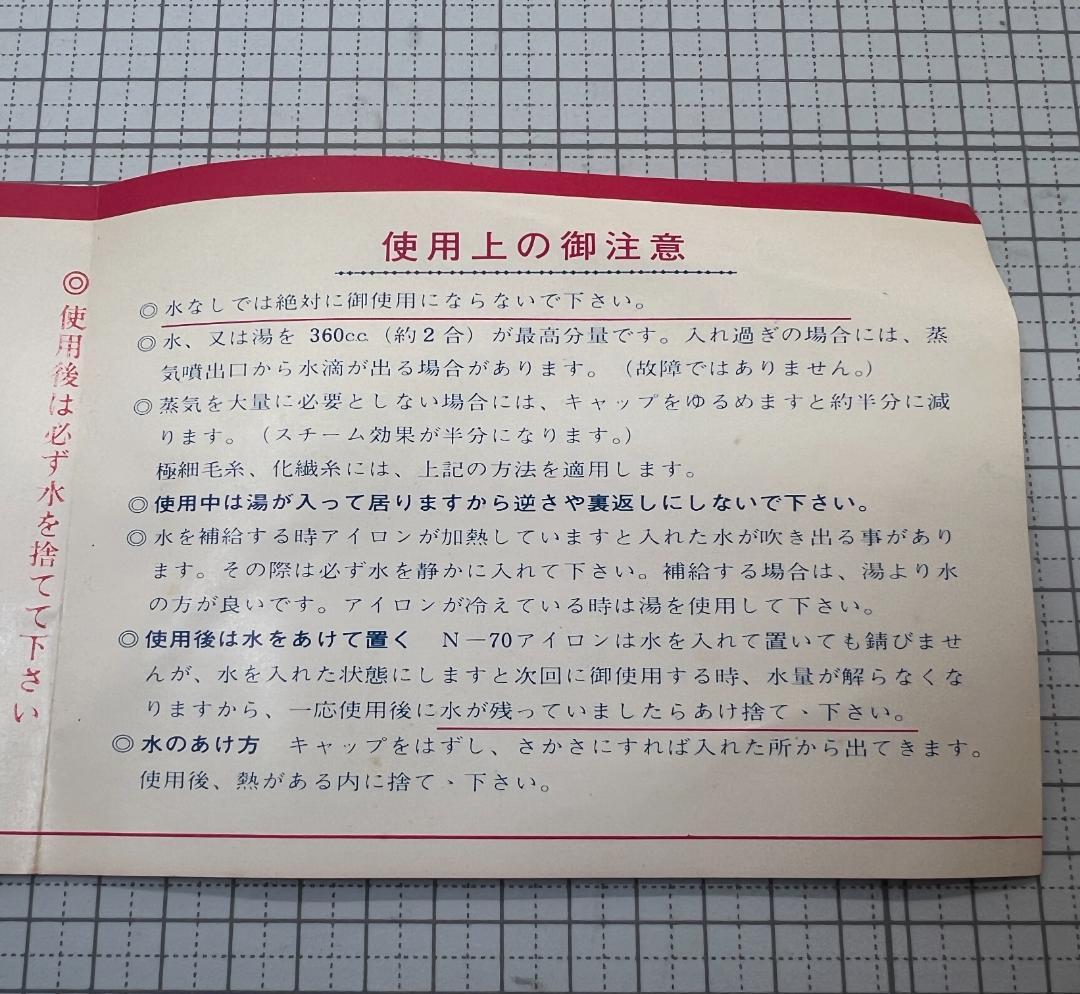 使用上の御注意
◎水なしでは絶対に御使用にならないで下さい。
◎水、又は湯を 360cc（約2合）が最高分量です。入れ過ぎの場合には、蒸
気噴出口から水滴が出る場合があります。（故障ではありません。）
◎蒸気を大量に必要としない場合には、キャップをゆるめますと約半分に減
ります。（スチーム効果が半分になります。）
極細毛糸、化繊糸には、上記の方法を適用します。
◎使用中は湯が入って居りますから逆さや裏返しにしないで下さい。
◎水を補給する時アイロンが加熱していますと入れた水が吹き出る事があり
ます。その際は必ず水を静かに入れて下さい。補給する場合は、湯より水
の方が良いです。アイロンが冷えている時は湯を使用して下さい。
◎使用後は水をあけて置く　N－70アイロンは水を入れて置いても錆びませ
んが、水を入れた状態にしますと次回に御使用する時、水量が解らなくな
りますから、一応使用後に水が残っていましたらあけ捨てゝ下さい。
◎水のあけ方　キャップをはずし、さかさにすれば入れた所から出てきます。
使用後、熱がある内に捨てゝ下さい。
◎使用後は必ず水を捨てて下さい